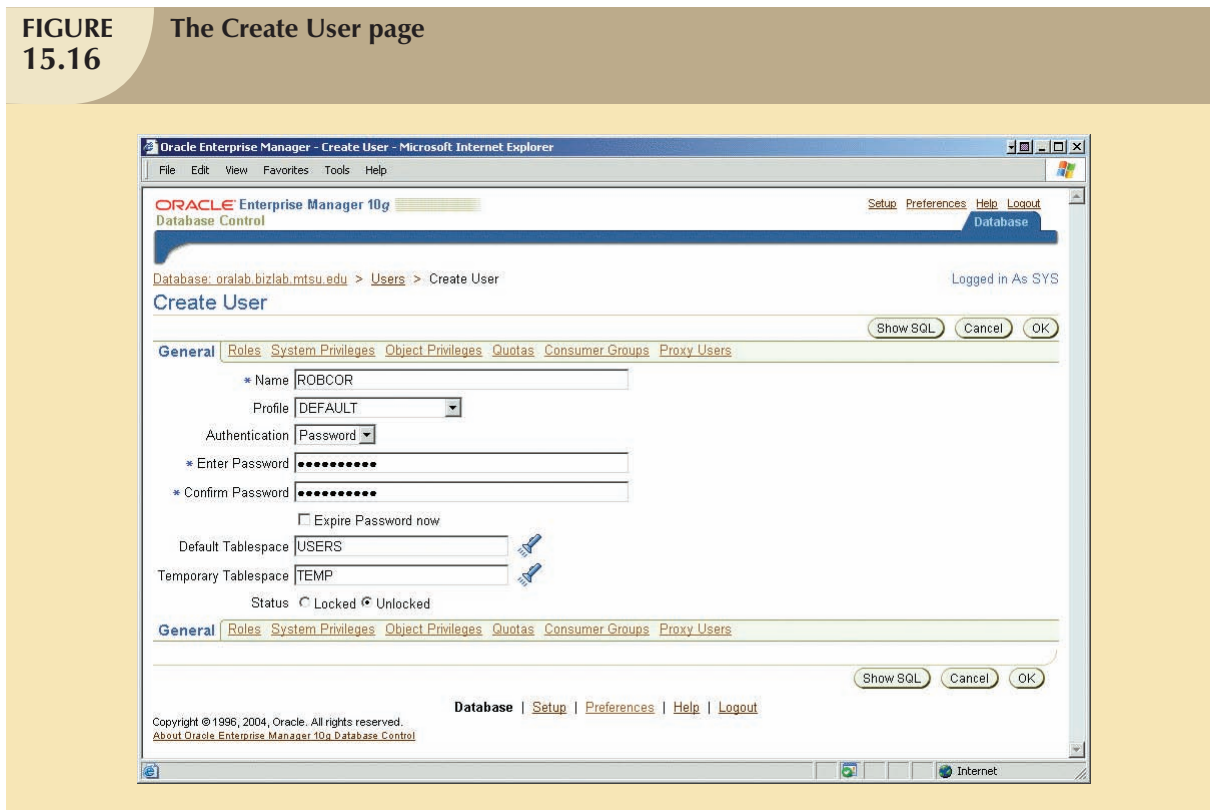 FIGURE 15.16
The Create User page
Oracle Enterprise Manager - Create User - Microsoft Internet Explorer
File Edit View Favorites Tools Help
ORACLE Enterprise Manager 10g
Database Control
Setup Preferences Help Logout
Database
Database: oralab.bizlab.mtsu.edu > Users > Create User
Logged in As SYS
Create User
Show SQL Cancel OK
General Roles System Privileges Object Privileges Quotas Consumer Groups Proxy Users
* Name ROBCOR
Profile DEFAULT
Authentication Password
* Enter Password ••••••••••
* Confirm Password ••••••••••
Expire Password now
Default Tablespace USERS
Temporary Tablespace TEMP
Status Locked Unlocked
General Roles System Privileges Object Privileges Quotas Consumer Groups Proxy Users
Show SQL Cancel OK
Database | Setup | Preferences | Help | Logout
Copyright © 1996, 2004, Oracle. All rights reserved.
About Oracle Enterprise Manager 10g Database Control
Internet